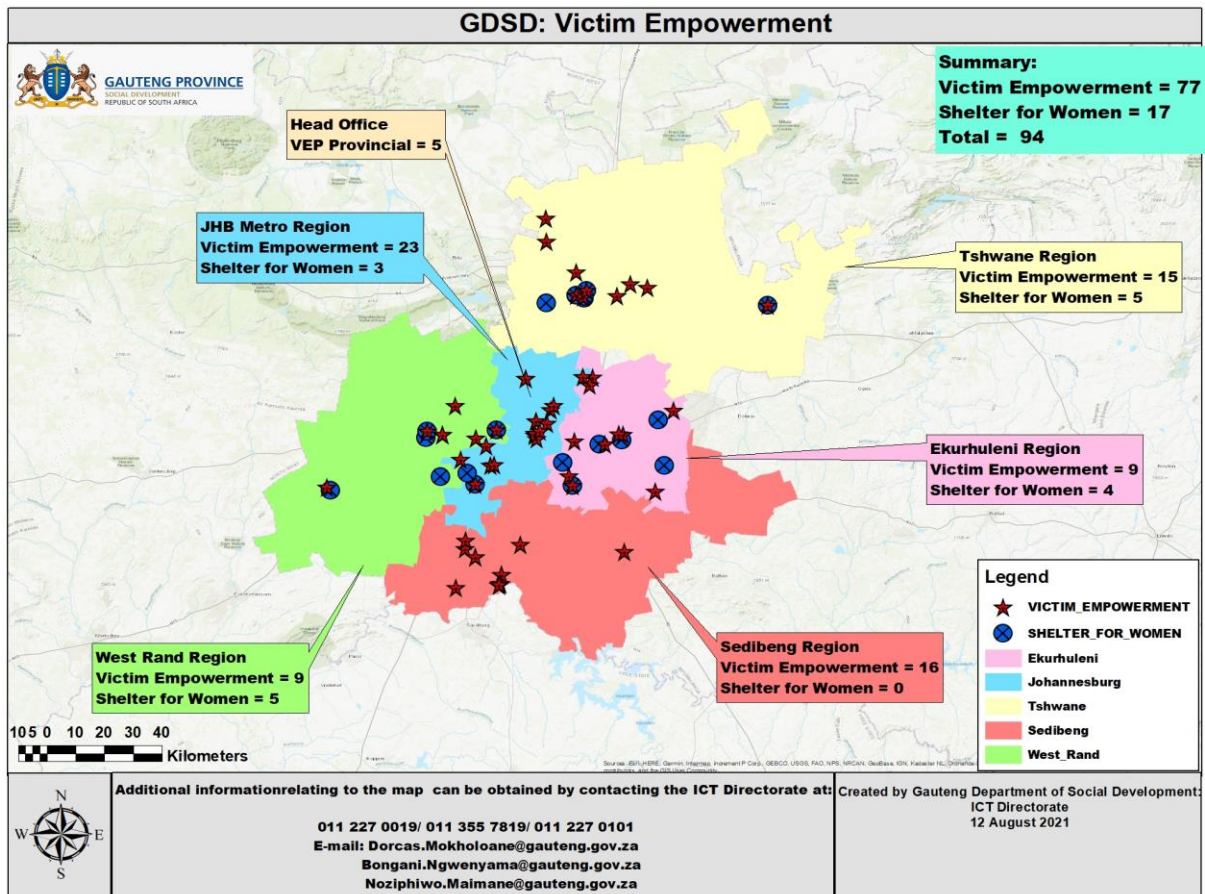 GDSD: Victim Empowerment
GAUTENG PROVINCE
SOCIAL DEVELOPMENT
REPUBLIC OF SOUTH AFRICA
Summary:
Victim Empowerment = 77
Shelter for Women = 17
Total = 94
Head Office
VEP Provincial = 5
JHB Metro Region
Victim Empowerment = 23
Shelter for Women = 3
Tshwane Region
Victim Empowerment = 15
Shelter for Women = 5
Ekurhuleni Region
Victim Empowerment = 9
Shelter for Women = 4
West Rand Region
Victim Empowerment = 9
Shelter for Women = 5
Sedibeng Region
Victim Empowerment = 16
Shelter for Women = 0
Legend
VICTIM_EMPOWERMENT
SHELTER_FOR_WOMEN
Ekurhuleni
Johannesburg
Tshwane
Sedibeng
West_Rand
10 5 0 10 20 30 40
Kilometers
N
W E
S
Additional informationrelating to the map can be obtained by contacting the ICT Directorate at:
011 227 0019/ 011 355 7819/ 011 227 0101
E-mail: Dorcas.Mokholoane@gauteng.gov.za
Bongani.Ngwenyama@gauteng.gov.za
Noziphiwo.Maimane@gauteng.gov.za
Created by Gauteng Department of Social Development:
ICT Directorate
12 August 2021